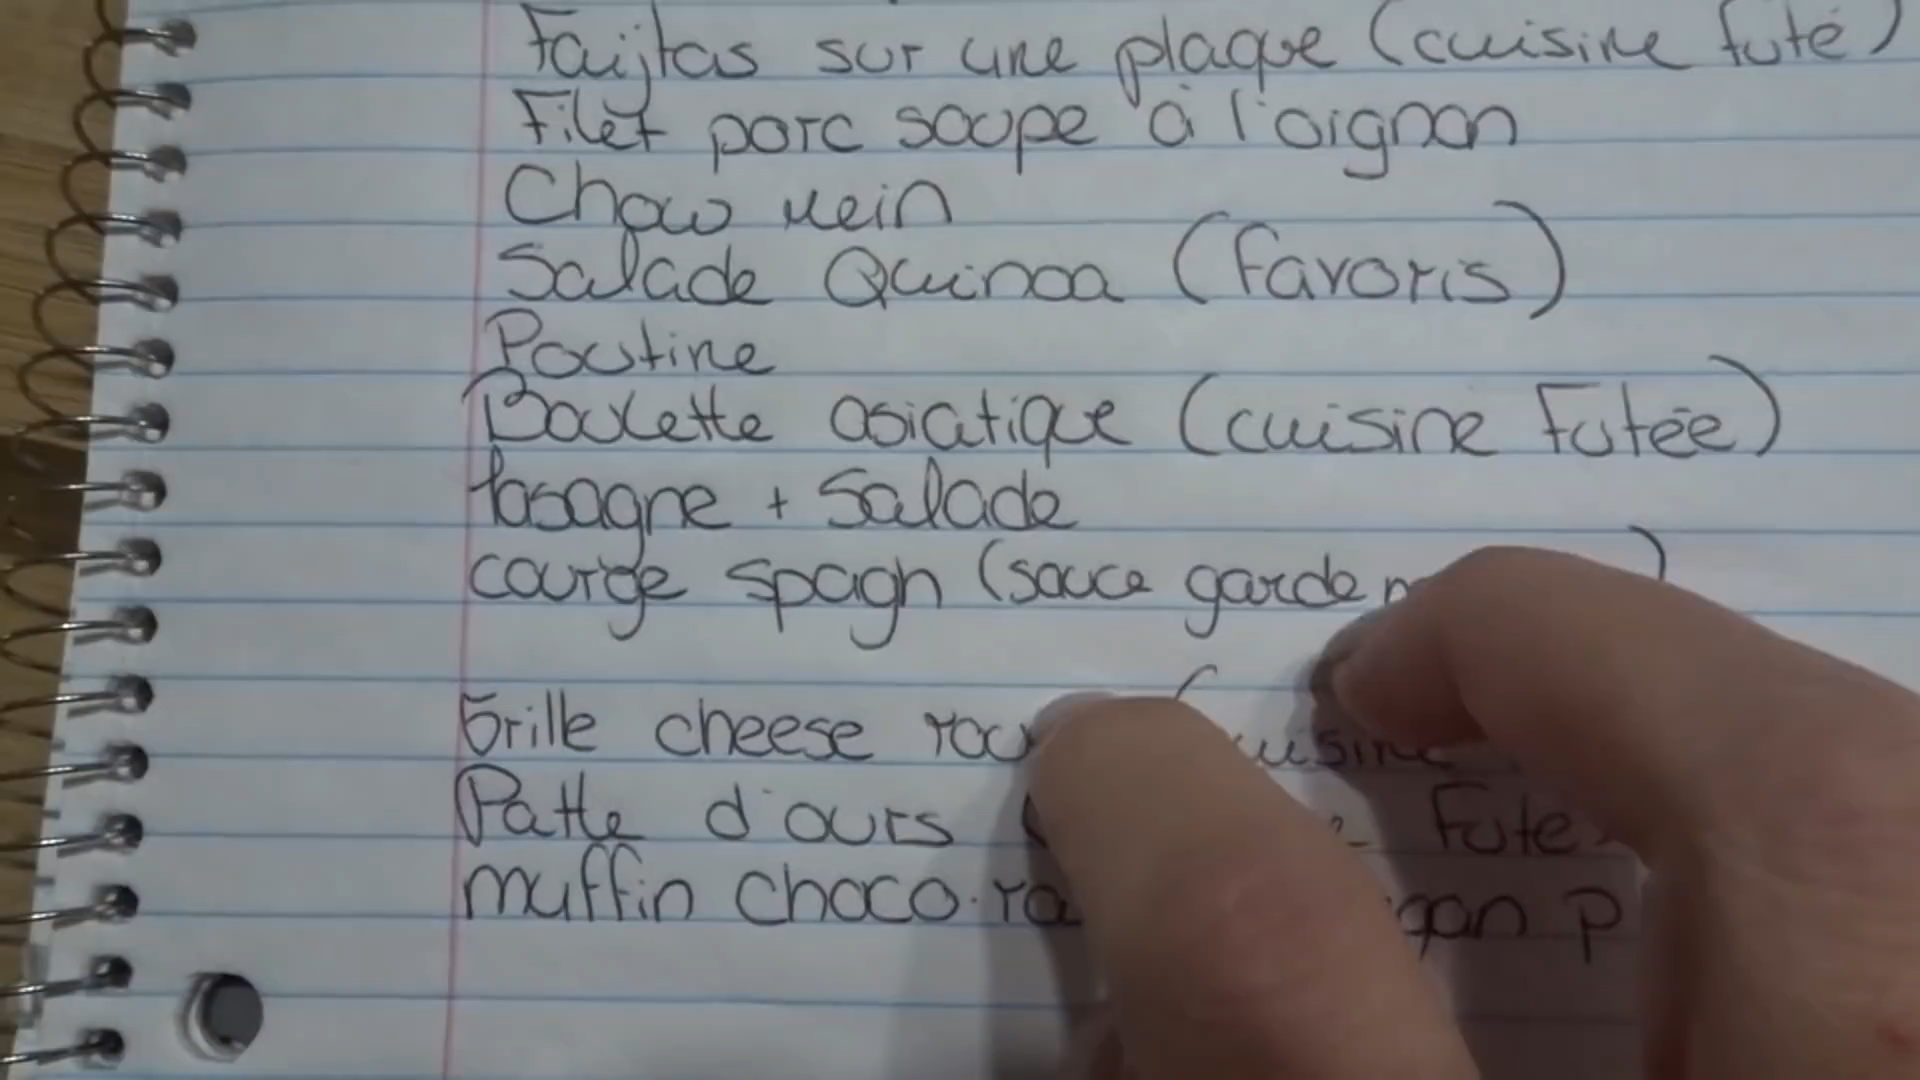 Faijtas sur une plaque (cuisine futé)
Filet porc soupe à l'oignon
Chow mein
Salade Quinoa (favoris)
Poutine
Boulette asiatique (cuisine Futée)
lasagne + Salade
courge spagh (sauce garde
Grille cheese
Patte d'ours Futé
muffin choco